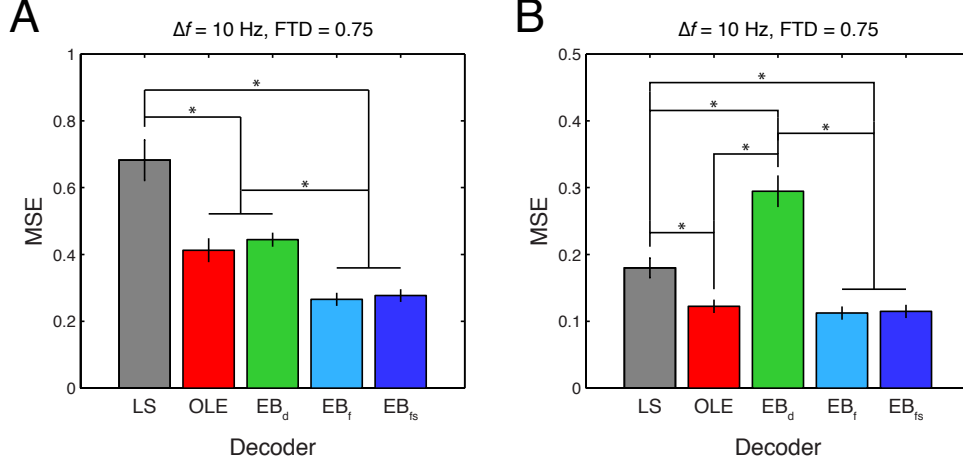 A
Δf = 10 Hz, FTD = 0.75
1
0.8
0.6
0.4
0.2
0
MSE
*
*
*
LS OLE EBd EBf EBfs
Decoder
B
Δf = 10 Hz, FTD = 0.75
0.5
0.4
0.3
0.2
0.1
0
MSE
*
*
*
*
*
LS OLE EBd EBf EBfs
Decoder